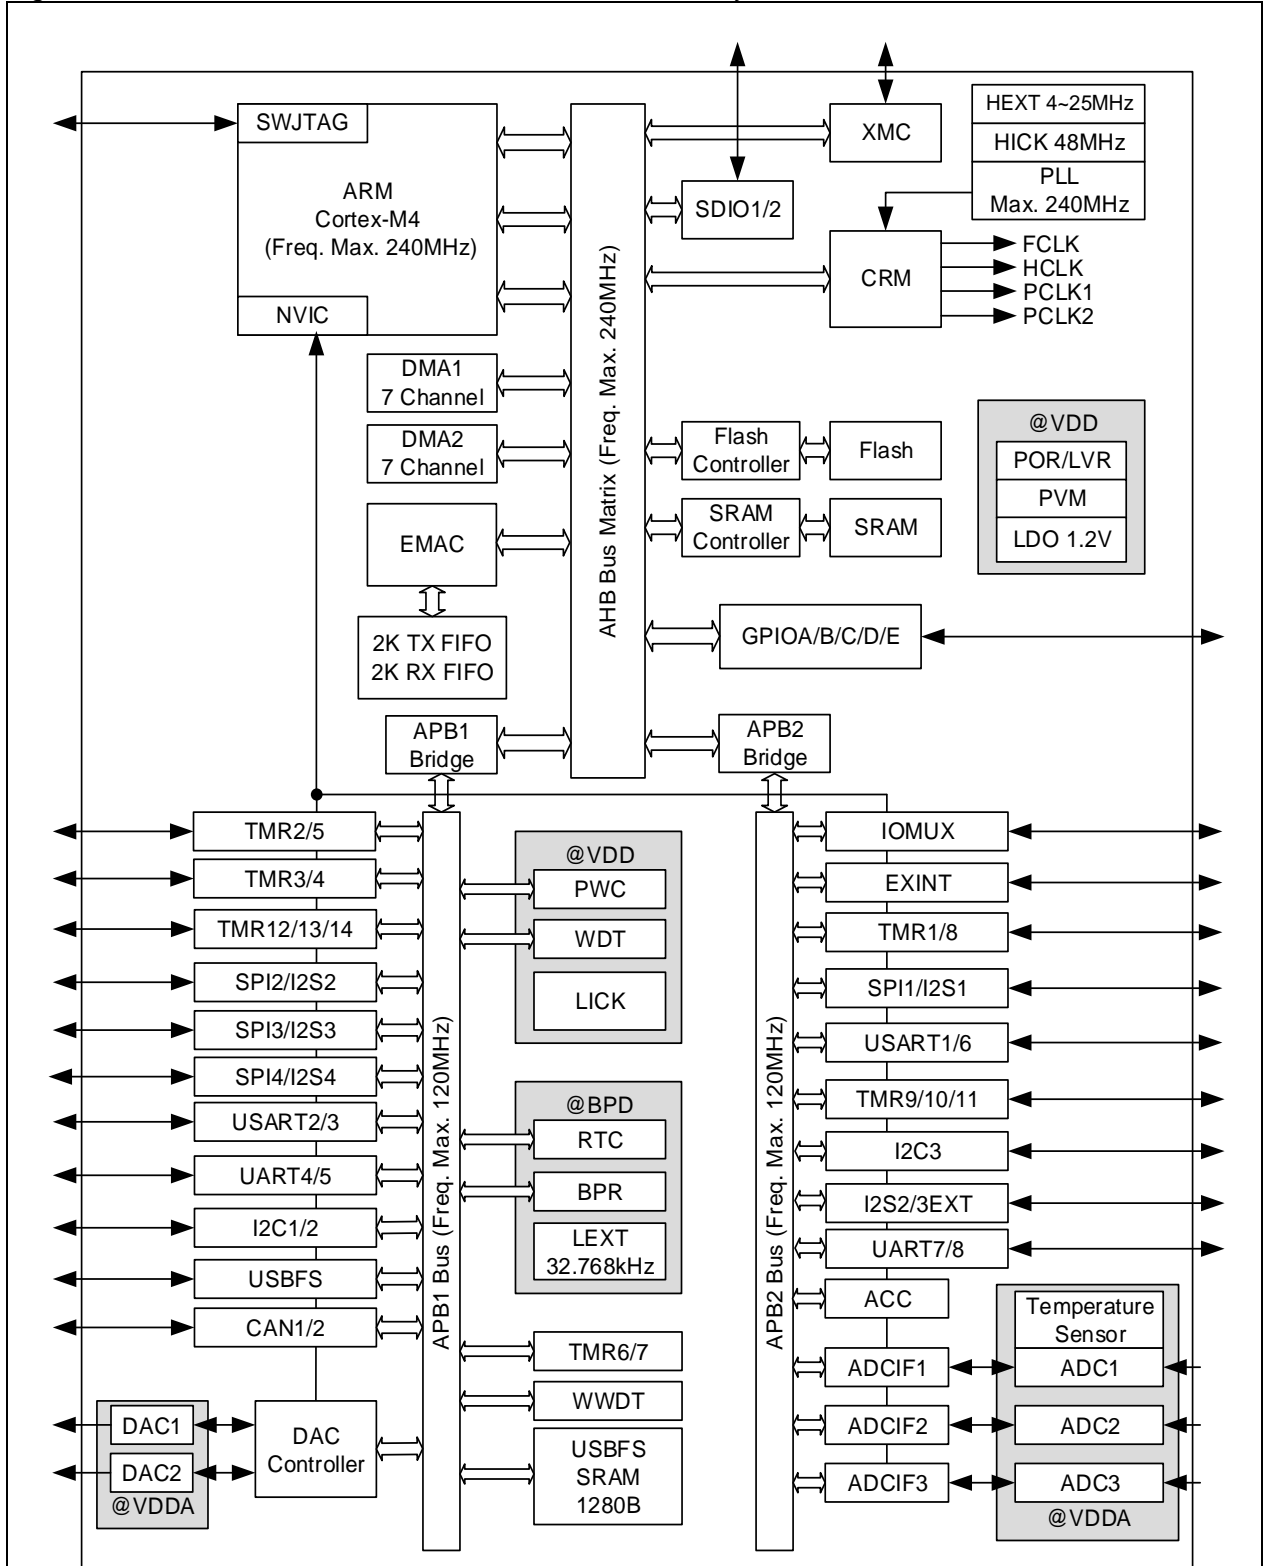 SWJTAG
ARM
Cortex-M4
(Freq. Max. 240MHz)
NVIC
DMA1
7 Channel
DMA2
7 Channel
EMAC
2K TX FIFO
2K RX FIFO
APB1
Bridge
AHB Bus Matrix (Freq. Max. 240MHz)
XMC
SDIO1/2
HEXT 4~25MHz
HICK 48MHz
PLL
Max. 240MHz
CRM
FCLK
HCLK
PCLK1
PCLK2
Flash
Controller
Flash
SRAM
Controller
SRAM
@VDD
POR/LVR
PVM
LDO 1.2V
GPIOA/B/C/D/E
APB2
Bridge
TMR2/5
TMR3/4
TMR12/13/14
SPI2/I2S2
SPI3/I2S3
SPI4/I2S4
USART2/3
UART4/5
I2C1/2
USBFS
CAN1/2
DAC1
DAC2
@VDDA
DAC
Controller
APB1 Bus (Freq. Max. 120MHz)
@VDD
PWC
WDT
LICK
@BPD
RTC
BPR
LEXT
32.768kHz
TMR6/7
WWDT
USBFS
SRAM
1280B
APB2 Bus (Freq. Max. 120MHz)
IOMUX
EXINT
TMR1/8
SPI1/I2S1
USART1/6
TMR9/10/11
I2C3
I2S2/3EXT
UART7/8
ACC
ADCIF1
ADCIF2
ADCIF3
Temperature
Sensor
ADC1
ADC2
ADC3
@VDDA